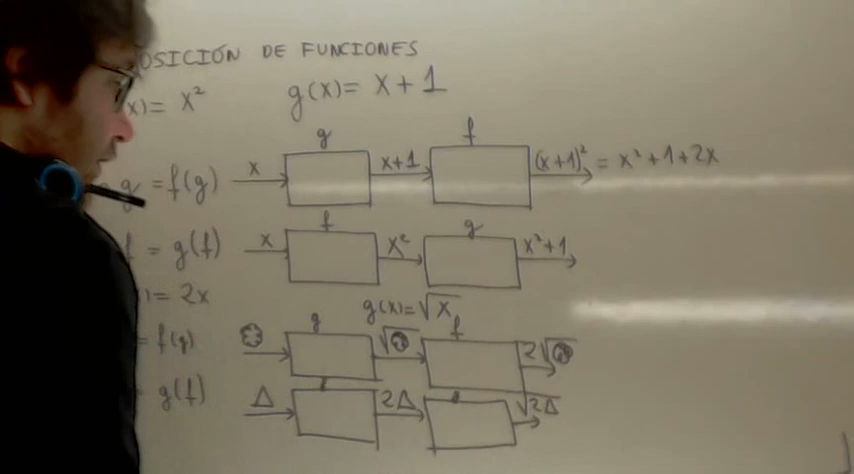 OSICIÓN DE FUNCIONES
x)= x² g(x)= x+1
g f
g =f(g) x x+1 (x+1)² = x²+1+2x
f g
f = g(f) x x² x²+1
)= 2x g(x)=√x
g f
= f(g) √ 2√
g(f) Δ 2Δ √2Δ